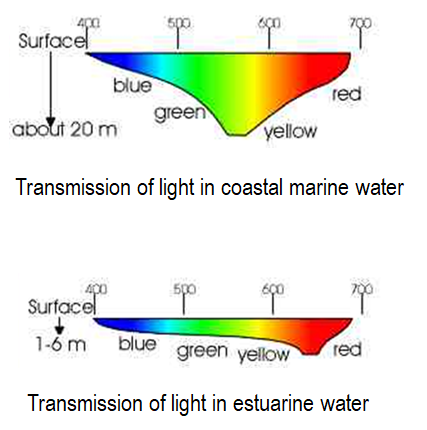 400 500 600 700
Surface
blue
red
green
about 20 m
yellow
Transmission of light in coastal marine water
400 500 600 700
Surface
1-6 m blue green yellow red
Transmission of light in estuarine water